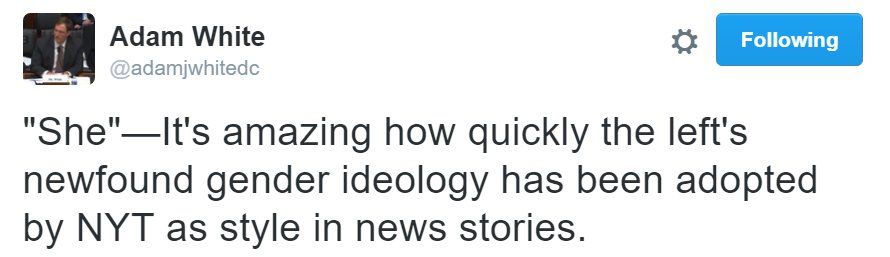 Adam White
@adamjwhitedc
Following
"She"—It's amazing how quickly the left's
newfound gender ideology has been adopted
by NYT as style in news stories.